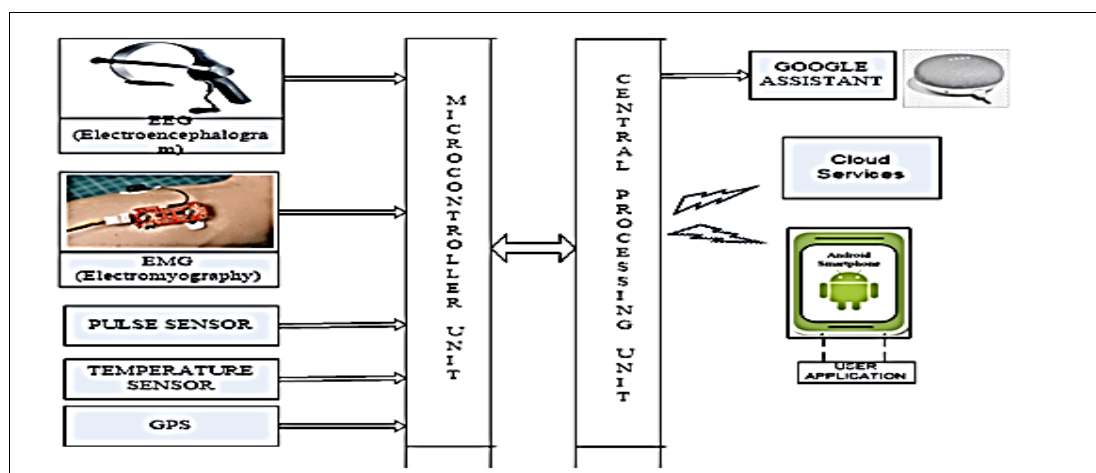 EEG
(Electroencephalogra
m)
EMG
(Electromyography)
PULSE SENSOR
TEMPERATURE
SENSOR
GPS
MICROCONTROLLER UNIT
CENTRAL PROCESSING UNIT
GOOGLE
ASSISTANT
Cloud
Services
Android
Smartphone
USER
APPLICATION